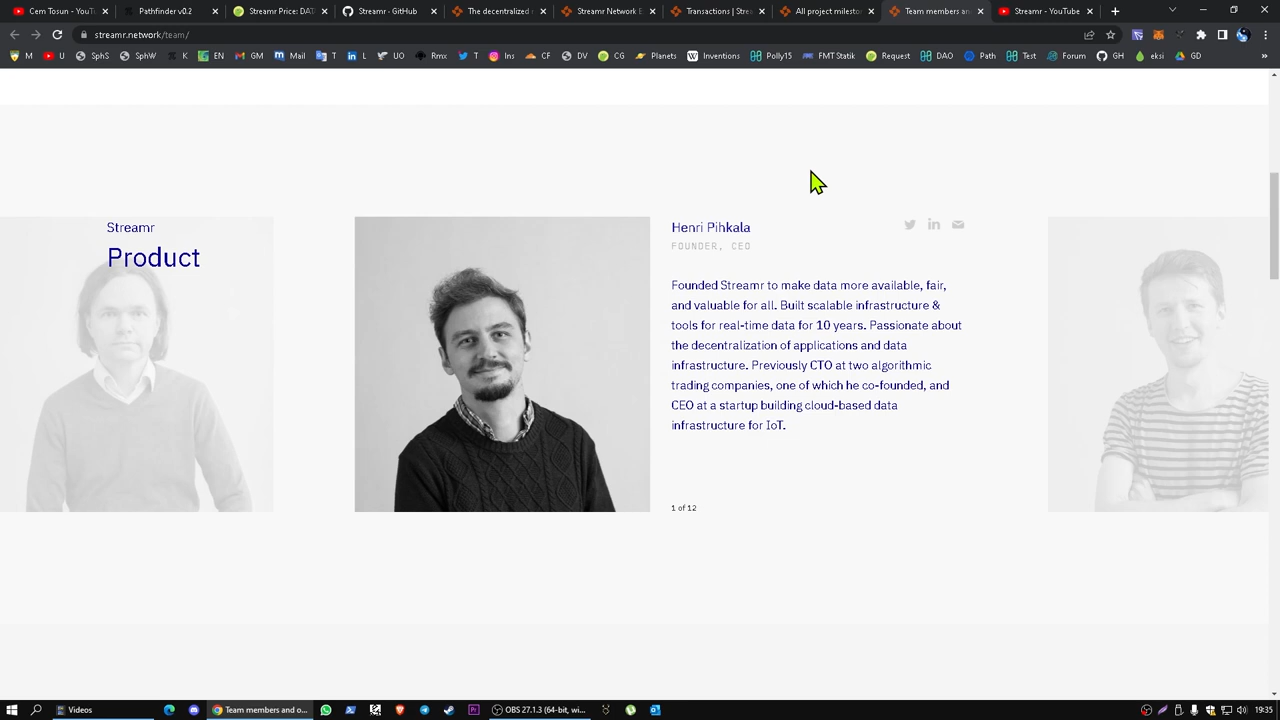 Cem Tosun - YouTu
Pathfinder v0.2
Streamr Price: DATA
Streamr · GitHub
The decentralized r
Streamr Network E
Transactions | Strea
All project mileston
Team members and
Streamr - YouTube
streamr.network/team/
M
U
SphS
SphW
K
EN
GM
Mail
T
L
UO
Rmx
T
Ins
CF
DV
CG
Planets
Inventions
Polly15
FMT Statik
Request
DAO
Path
Test
Forum
GH
eksi
GD
Streamr
Product
Henri Pihkala
FOUNDER, CEO
Founded Streamr to make data more available, fair,
and valuable for all. Built scalable infrastructure &
tools for real-time data for 10 years. Passionate about
the decentralization of applications and data
infrastructure. Previously CTO at two algorithmic
trading companies, one of which he co-founded, and
CEO at a startup building cloud-based data
infrastructure for IoT.
1 of 12
Videos
Team members and o...
OBS 27.1.3 (64-bit, wi...
19:35